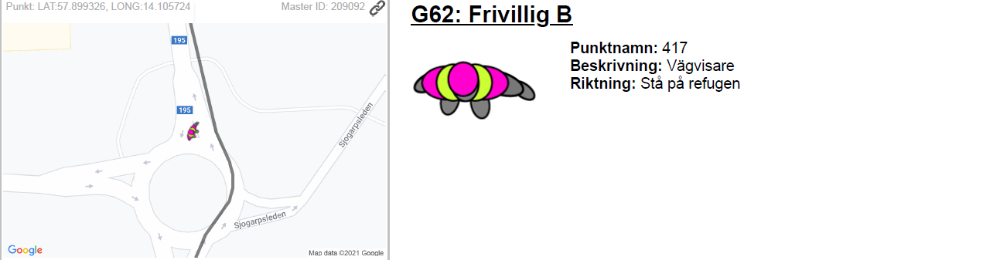 Punkt: LAT:57.899326, LONG:14.105724
Master ID: 209092
195
195
Sjogarpsleden
Sjogarpsleden
Google
Map data ©2021 Google
G62: Frivillig B
Punktnamn: 417
Beskrivning: Vägvisare
Riktning: Stå på refugen